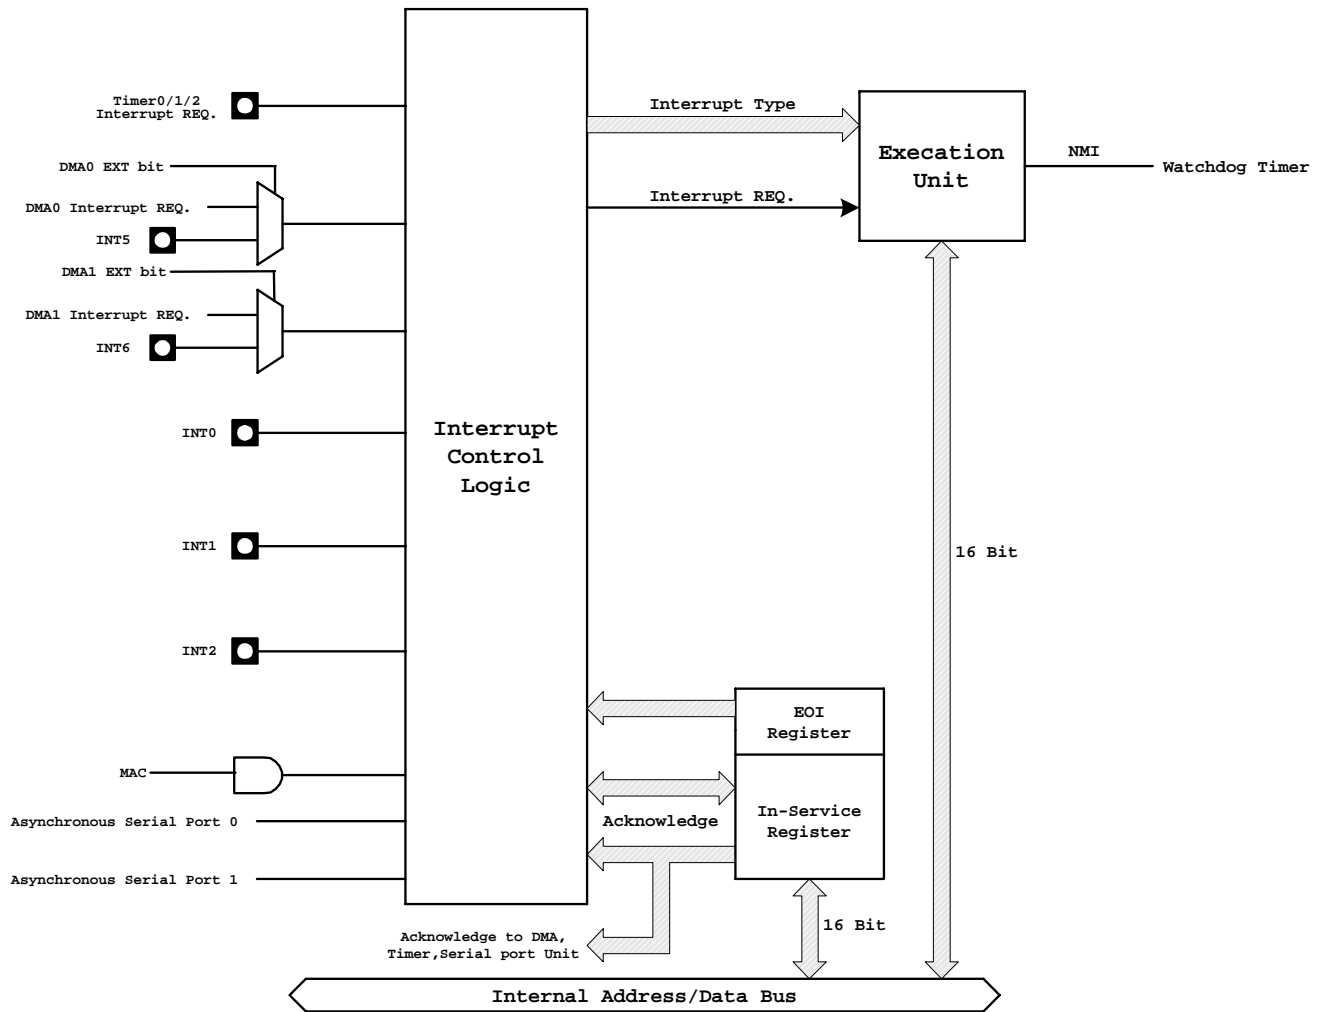 Timer0/1/2
Interrupt REQ.
DMA0 EXT bit
DMA0 Interrupt REQ.
INT5
DMA1 EXT bit
DMA1 Interrupt REQ.
INT6
INT0
INT1
INT2
MAC
Asynchronous Serial Port 0
Asynchronous Serial Port 1
Interrupt
Control
Logic
Interrupt Type
Interrupt REQ.
Execation
Unit
NMI
Watchdog Timer
16 Bit
EOI
Register
In-Service
Register
Acknowledge
Acknowledge to DMA,
Timer,Serial port Unit
16 Bit
Internal Address/Data Bus